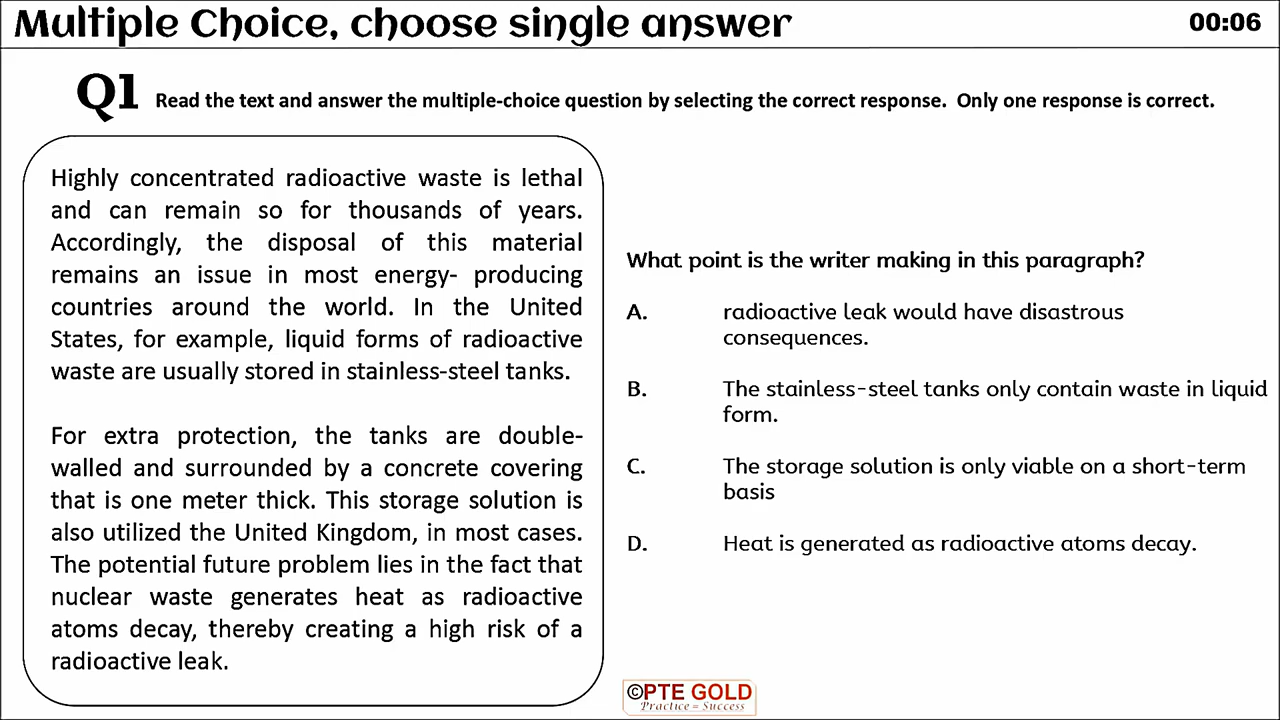 Multiple Choice, choose single answer
00:06
Q1 Read the text and answer the multiple-choice question by selecting the correct response. Only one response is correct.
Highly concentrated radioactive waste is lethal
and can remain so for thousands of years.
Accordingly, the disposal of this material
remains an issue in most energy- producing
countries around the world. In the United
States, for example, liquid forms of radioactive
waste are usually stored in stainless-steel tanks.
For extra protection, the tanks are double-
walled and surrounded by a concrete covering
that is one meter thick. This storage solution is
also utilized the United Kingdom, in most cases.
The potential future problem lies in the fact that
nuclear waste generates heat as radioactive
atoms decay, thereby creating a high risk of a
radioactive leak.
What point is the writer making in this paragraph?
A. radioactive leak would have disastrous
consequences.
B. The stainless-steel tanks only contain waste in liquid
form.
C. The storage solution is only viable on a short-term
basis
D. Heat is generated as radioactive atoms decay.
©PTE GOLD
Practice = Success